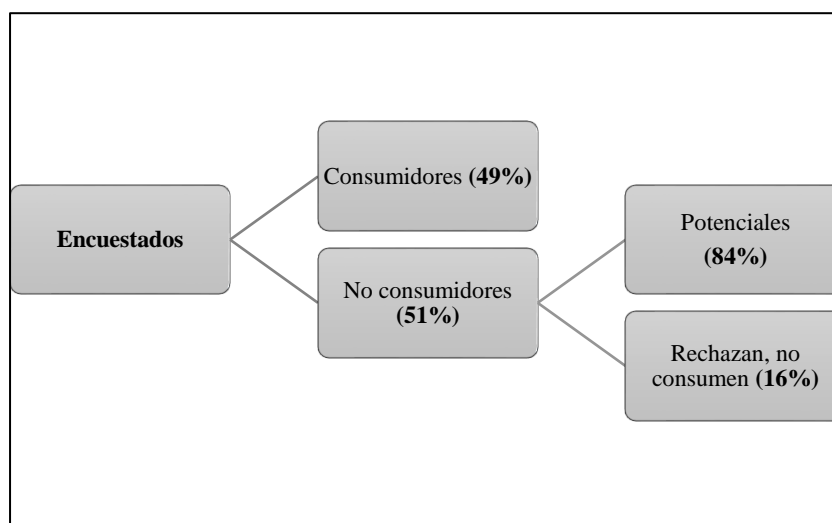 Encuestados
Consumidores (49%)
No consumidores
(51%)
Potenciales
(84%)
Rechazan, no
consumen (16%)